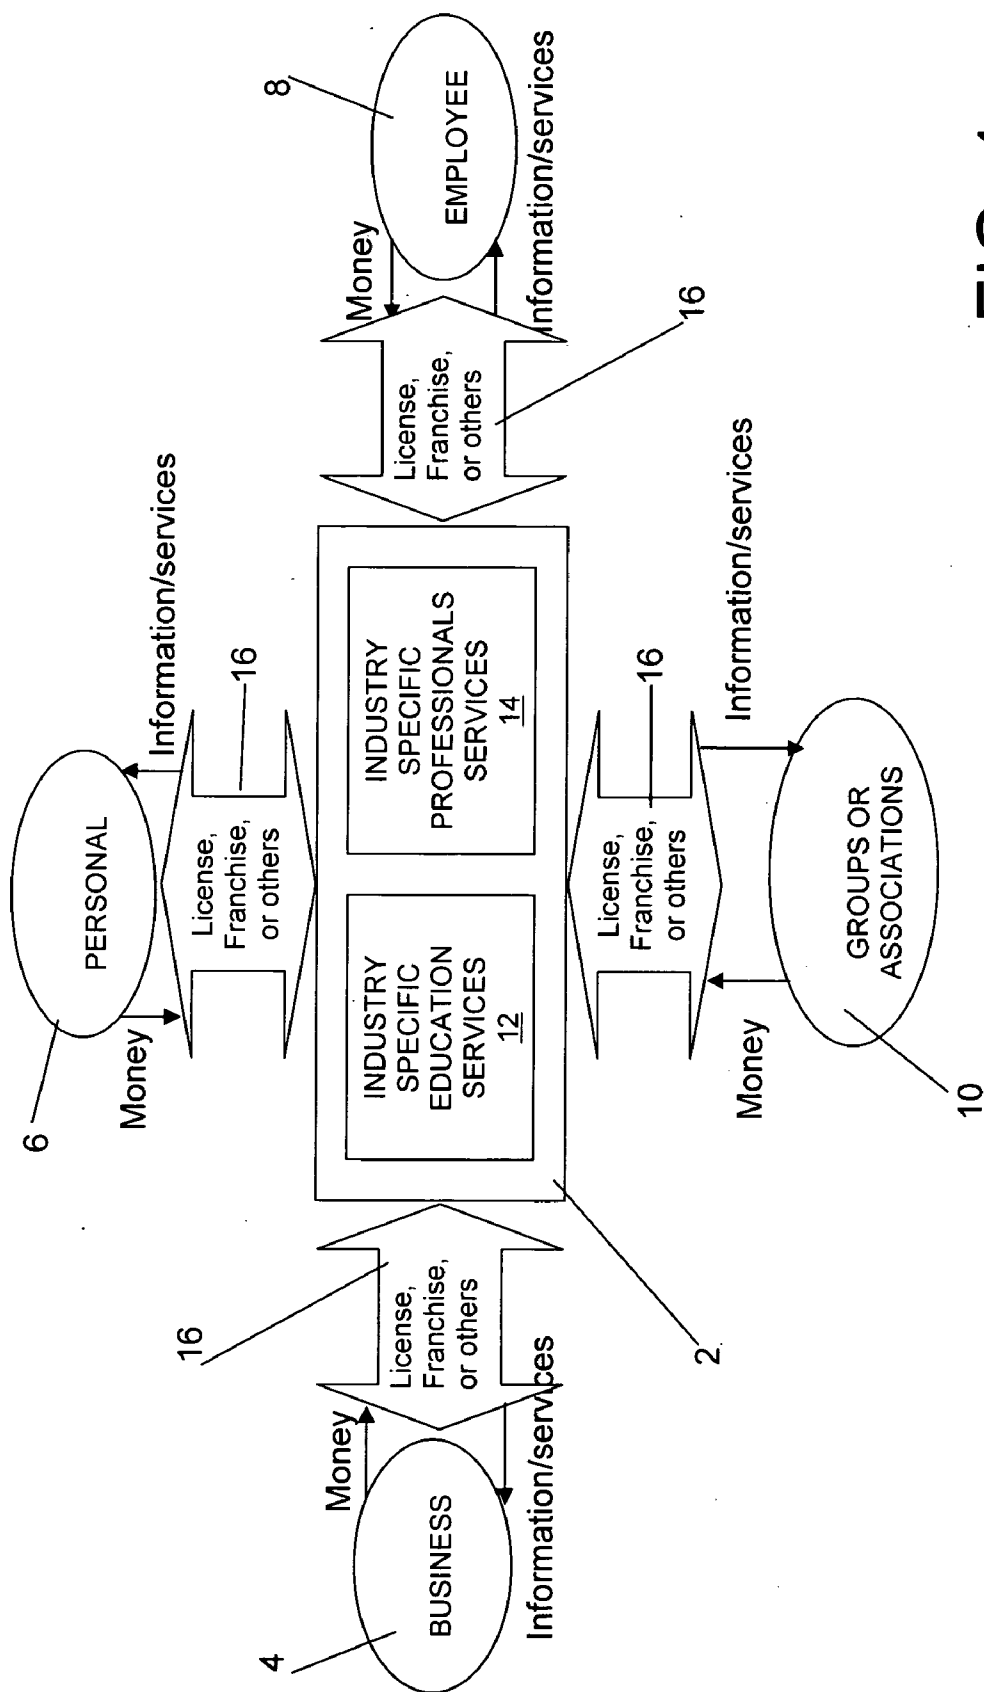 6
PERSONAL
Money
Information/services
License,
Franchise,
or others
16
4
BUSINESS
Money
Information/services
16
License,
Franchise,
or others
INDUSTRY
SPECIFIC
EDUCATION
SERVICES
12
INDUSTRY
SPECIFIC
PROFESSIONALS
SERVICES
14
2
License,
Franchise,
or others
16
Money
Information/services
8
EMPLOYEE
License,
Franchise,
or others
16
Money
Information/services
GROUPS OR
ASSOCIATIONS
10